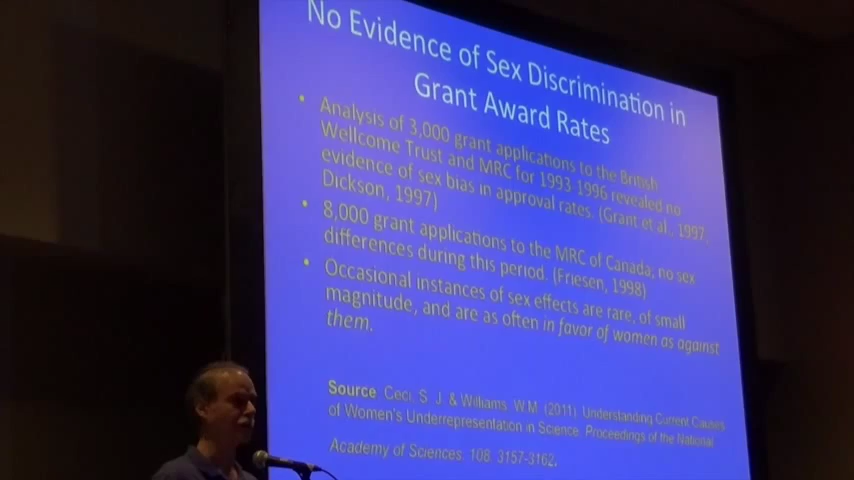 No Evidence of Sex Discrimination in
Grant Award Rates
• Analysis of 3,000 grant applications to the British
Wellcome Trust and MRC for 1993-1996 revealed no
evidence of sex bias in approval rates. (Grant et al., 1997,
Dickson, 1997)
• 8,000 grant applications to the MRC of Canada; no sex
differences during this period. (Friesen, 1998)
• Occasional instances of sex effects are rare, of small
magnitude, and are as often in favor of women as against
them.
Source. Ceci, S. J. & Williams, W.M. (2011). Understanding Current Causes
of Women's Underrepresentation in Science. Proceedings of the National
Academy of Sciences. 108. 3157-3162.